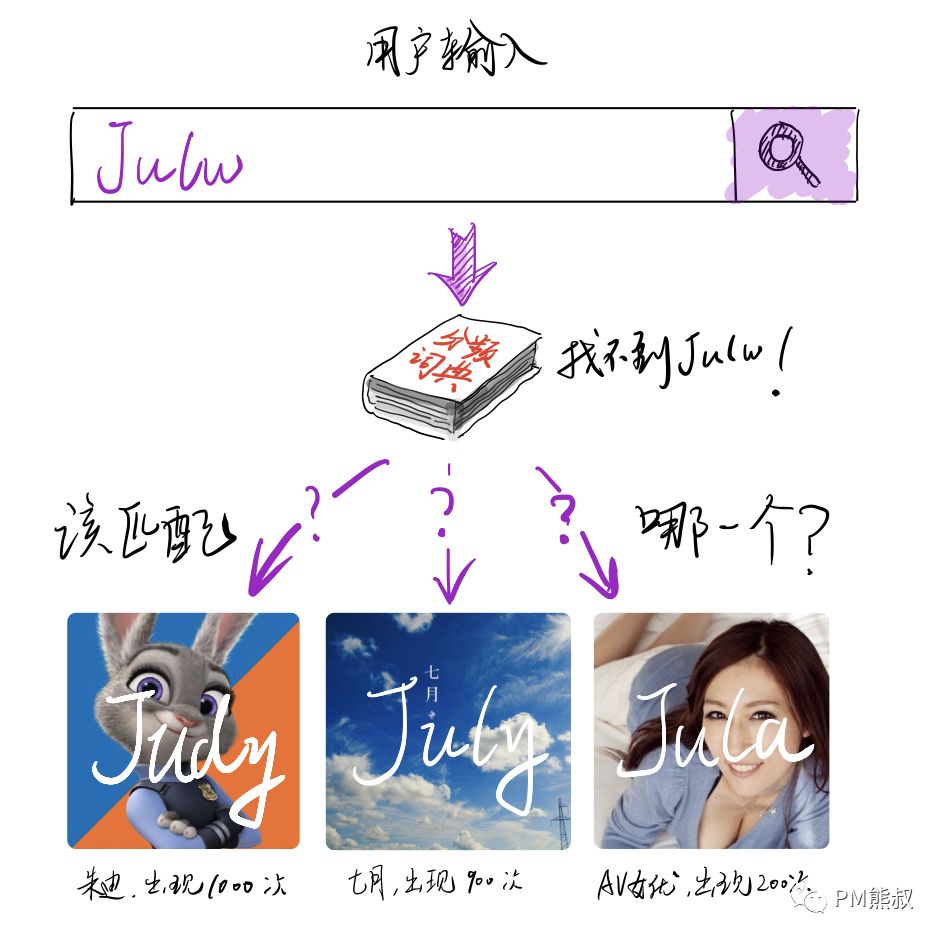 用户输入
Julw
分类
词典
找不到Julw!
?
?
?
该匹配
哪一个?
七月
Judy
July
Jula
朱迪，出现1000次
七月，出现900次
AV女优，出现200次
PM熊叔